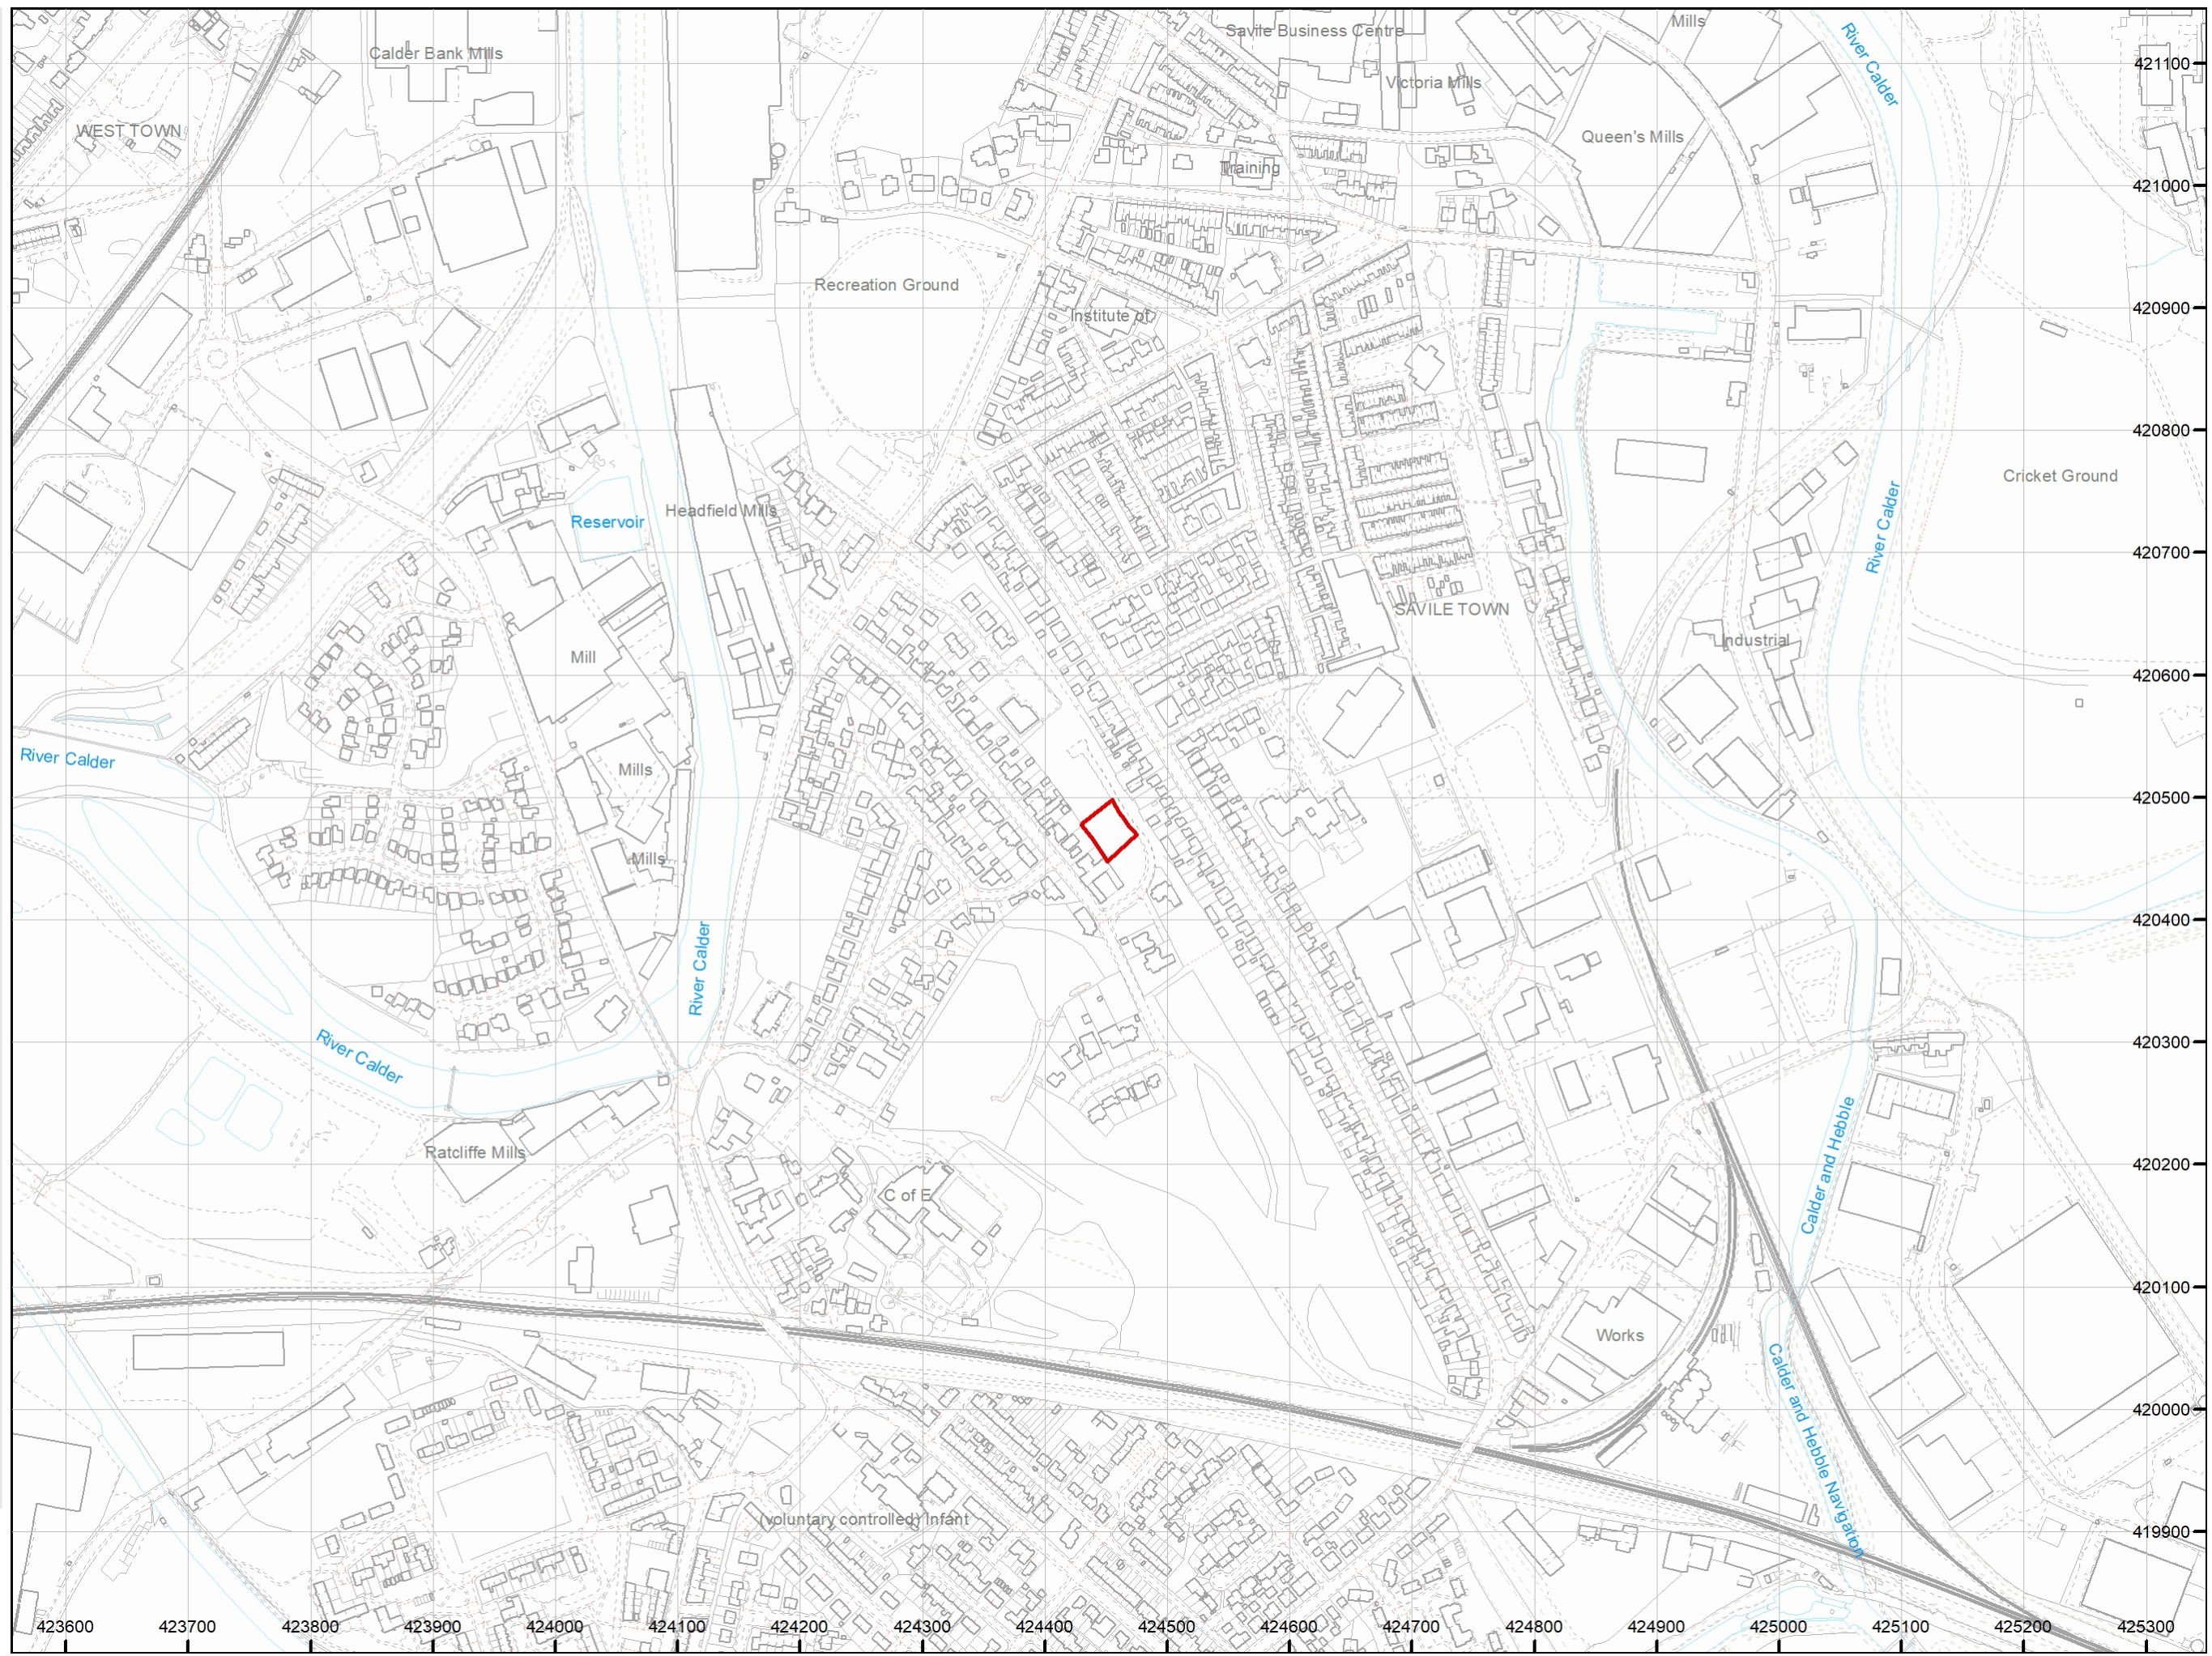 Mills
Savile Business Centre
River Calder
Calder Bank Mills
421100
Victoria Mills
WEST TOWN
Queen's Mills
Training
421000
Recreation Ground
420900
Institute of
420800
Cricket Ground
Headfield Mills
Reservoir
River Calder
420700
SAVILE TOWN
Industrial
Mill
420600
River Calder
Mills
420500
Mills
420400
River Calder
River Calder
420300
Ratcliffe Mills
Calder and Hebble
420200
C of E
420100
Works
Calder and Hebble Navigation
420000
(voluntary controlled) Infant
419900
423600 423700 423800 423900 424000 424100 424200 424300 424400 424500 424600 424700 424800 424900 425000 425100 425200 425300